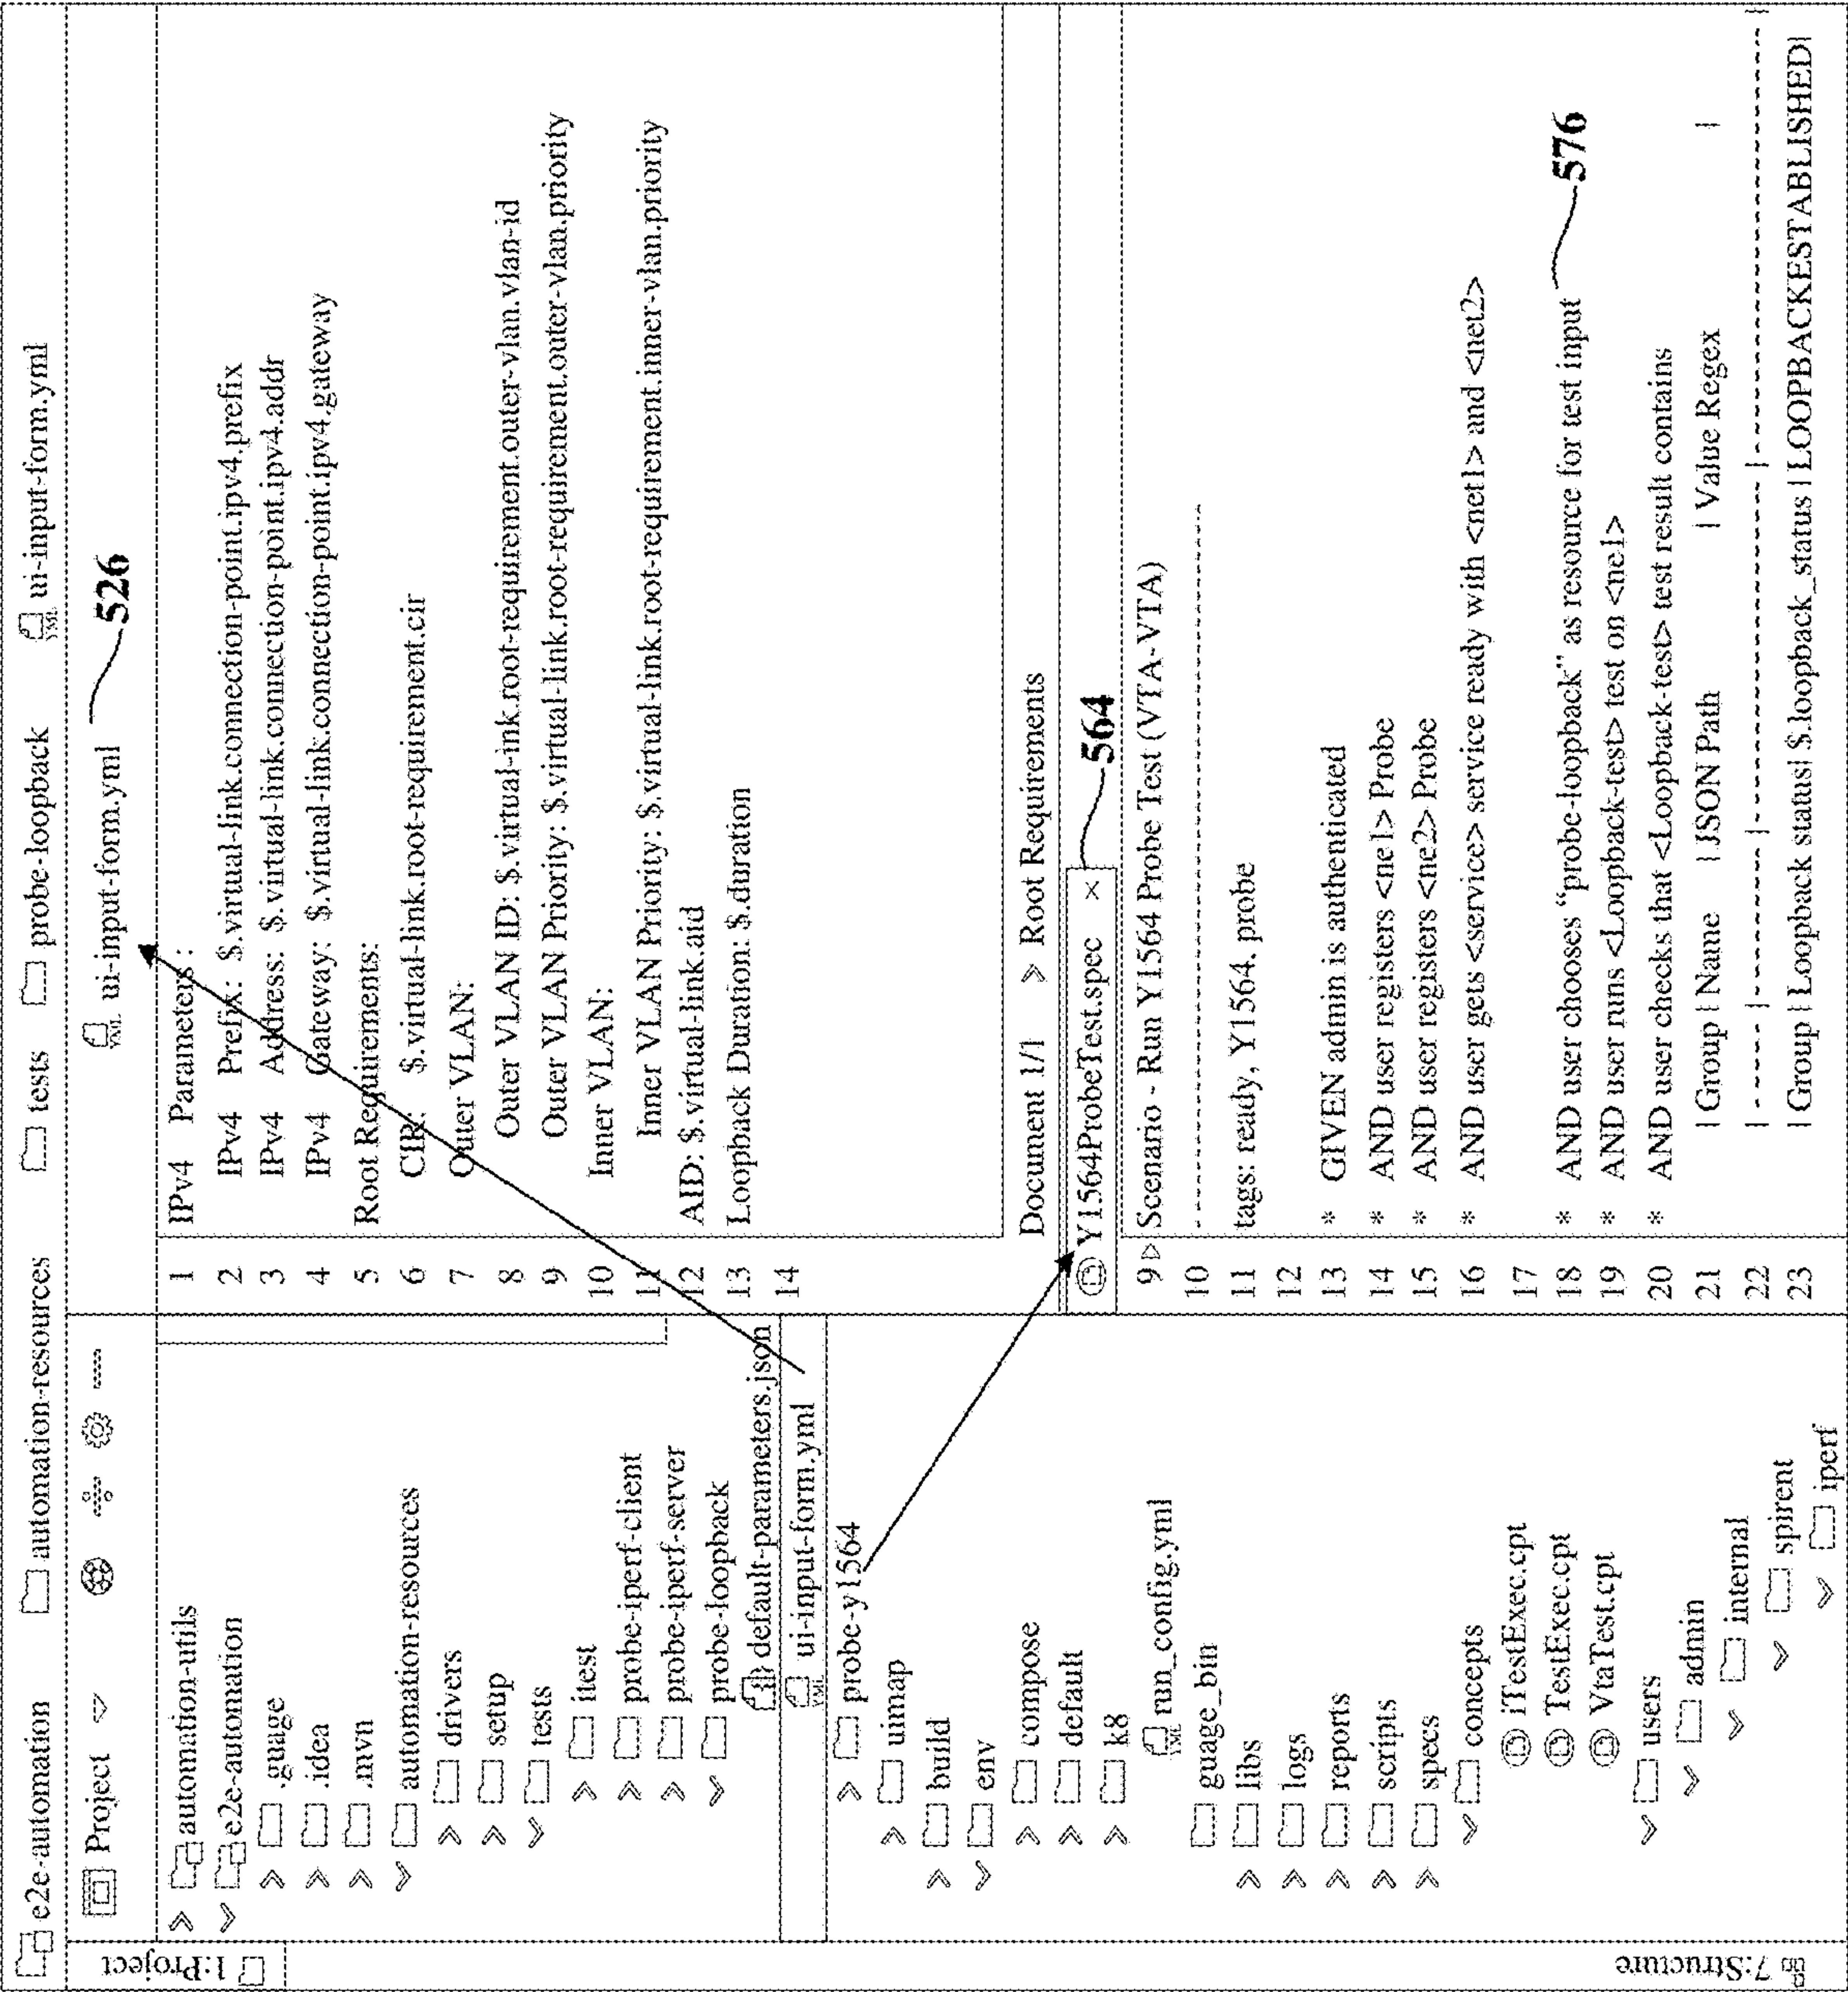 e2e-automation automation-resources tests probe-loopback ui-input-form.yml
1:Project
7:Structure
Project
automation-utils
e2e-automation
.guage
.idea
.mvn
automation-resources
drivers
setup
tests
itest
probe-iperf-client
probe-iperf-server
probe-loopback
default-parameters.json
ui-input-form.yml
probe-y1564
uimap
build
env
compose
default
k8
run_config.yml
guage_bin
libs
logs
reports
scripts
specs
concepts
iTestExec.cpt
TestExec.cpt
VtaTest.cpt
users
admin
internal
spirent
iperf
ui-input-form.yml 526
1 IPv4 Parameters :
2 IPv4 Prefix: $.virtual-link.connection-point.ipv4.prefix
3 IPv4 Address: $.virtual-link.connection-point.ipv4.addr
4 IPv4 Gateway: $.virtual-link.connection-point.ipv4.gateway
5 Root Requirements:
6 CIR: $.virtual-link.root-requirement.cir
7 Outer VLAN:
8 Outer VLAN ID: $.virtual-ink.root-requirement.outer-vlan.vlan-id
9 Outer VLAN Priority: $.virtual-link.root-requirement.outer-vlan.priority
10 Inner VLAN:
11 Inner VLAN Priority: $.virtual-link.root-requirement.inner-vlan.priority
12 AID: $.virtual-link.aid
13 Loopback Duration: $.duration
14
Document 1/1 > Root Requirements
Y1564ProbeTest.spec × 564
9 Scenario - Run Y1564 Probe Test (VTA-VTA)
10 --------------------------------
11 tags: ready, Y1564. probe
12
13 * GIVEN admin is authenticated
14 * AND user registers <ne1> Probe
15 * AND user registers <ne2> Probe
16 * AND user gets <service> service ready with <net1> and <net2>
17
18 * AND user chooses "probe-loopback" as resource for test input 576
19 * AND user runs <Loopback-test> test on <ne1>
20 * AND user checks that <Loopback-test> test result contains
21 | Group | Name | JSON Path | Value Regex |
22 |-----|--------|----------|-------------|
23 | Group | Loopback status| $.loopback_status | LOOPBACKESTABLISHED|